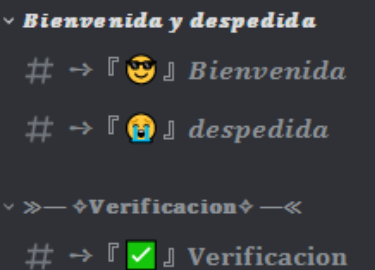 Bienvenida y despedida
# → 『😎』 Bienvenida
# → 『😭』 despedida
≫— ✧Verificacion✧ —≪
# → 『✅』 Verificacion